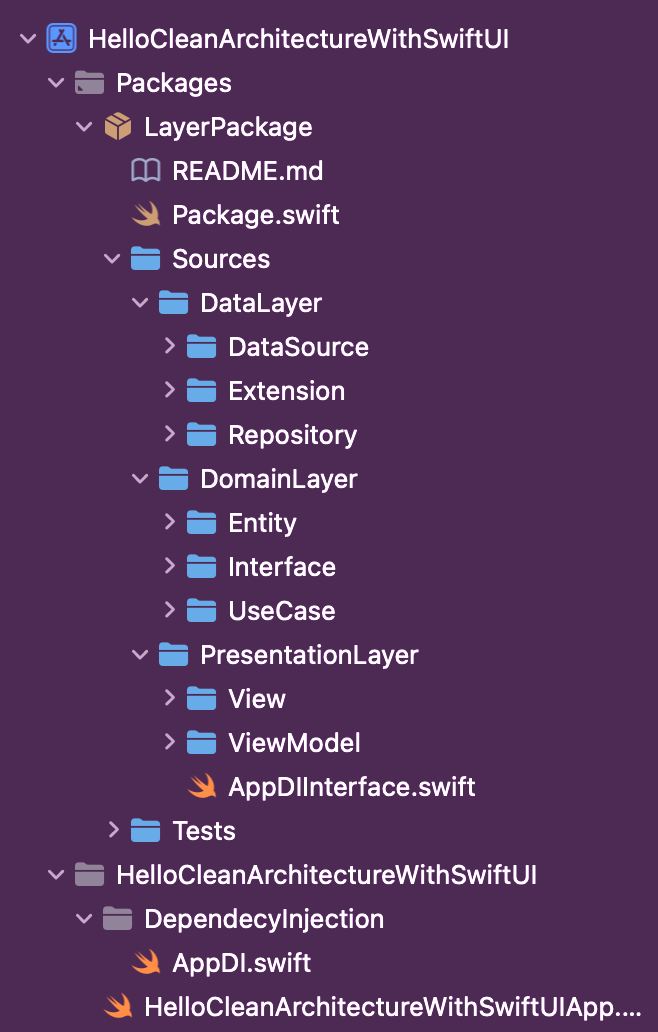 HelloCleanArchitectureWithSwiftUI
Packages
LayerPackage
README.md
Package.swift
Sources
DataLayer
DataSource
Extension
Repository
DomainLayer
Entity
Interface
UseCase
PresentationLayer
View
ViewModel
AppDIInterface.swift
Tests
HelloCleanArchitectureWithSwiftUI
DependecyInjection
AppDI.swift
HelloCleanArchitectureWithSwiftUIApp....